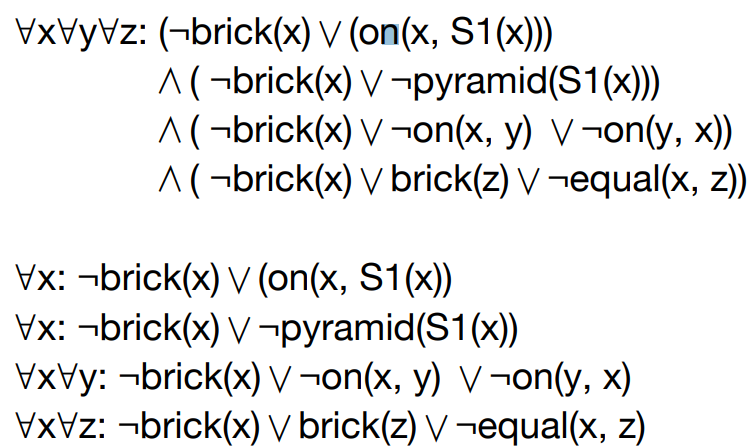 ∀x∀y∀z: (¬brick(x) ∨ (on(x, S1(x)))
∧ ( ¬brick(x) ∨ ¬pyramid(S1(x)))
∧ ( ¬brick(x) ∨ ¬on(x, y) ∨ ¬on(y, x))
∧ ( ¬brick(x) ∨ brick(z) ∨ ¬equal(x, z))
∀x: ¬brick(x) ∨ (on(x, S1(x))
∀x: ¬brick(x) ∨ ¬pyramid(S1(x))
∀x∀y: ¬brick(x) ∨ ¬on(x, y) ∨ ¬on(y, x)
∀x∀z: ¬brick(x) ∨ brick(z) ∨ ¬equal(x, z)